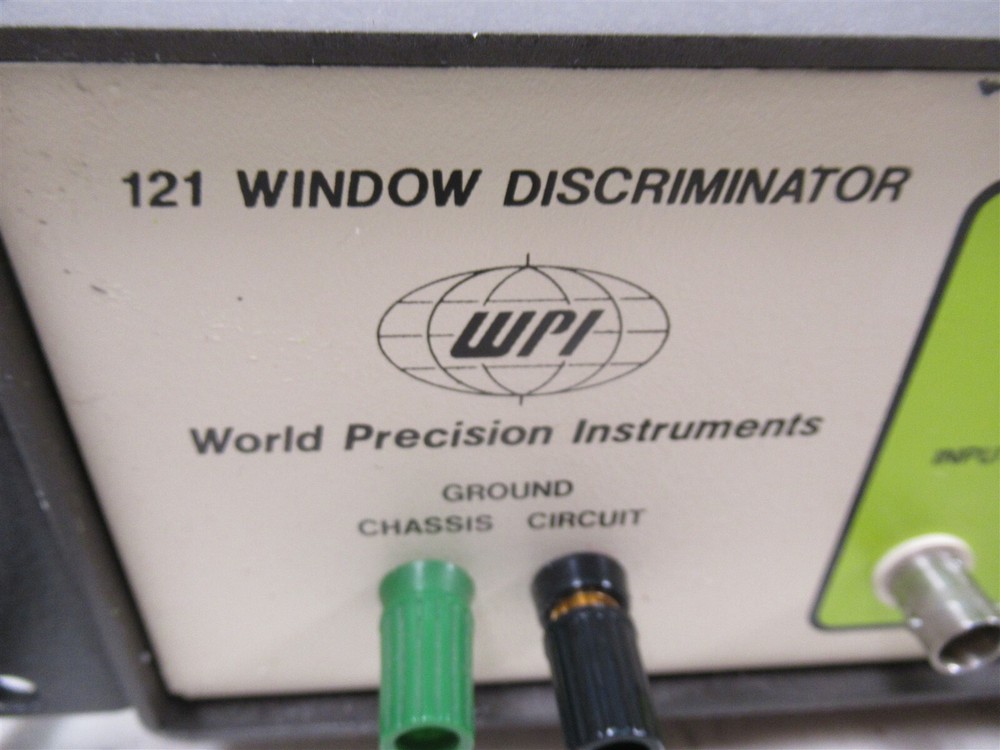 121 WINDOW DISCRIMINATOR
WPI
World Precision Instruments
GROUND
CHASSIS CIRCUIT